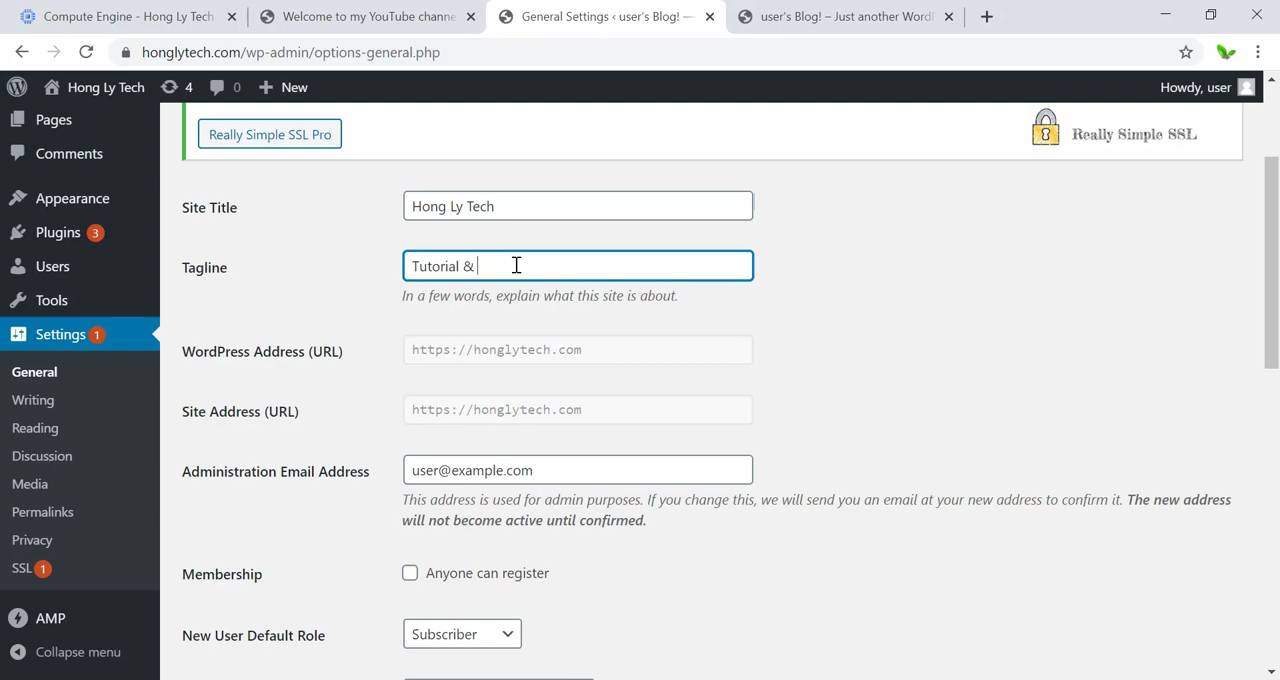 Compute Engine - Hong Ly Tech
Welcome to my YouTube channe
General Settings ‹ user's Blog! —
user's Blog! – Just another Word
honglytech.com/wp-admin/options-general.php
Hong Ly Tech 4 0 New Howdy, user
Pages
Comments
Appearance
Plugins 3
Users
Tools
Settings 1
General
Writing
Reading
Discussion
Media
Permalinks
Privacy
SSL 1
AMP
Collapse menu
Really Simple SSL Pro
Really Simple SSL
Site Title Hong Ly Tech
Tagline Tutorial &
In a few words, explain what this site is about.
WordPress Address (URL) https://honglytech.com
Site Address (URL) https://honglytech.com
Administration Email Address user@example.com
This address is used for admin purposes. If you change this, we will send you an email at your new address to confirm it. The new address
will not become active until confirmed.
Membership Anyone can register
New User Default Role Subscriber